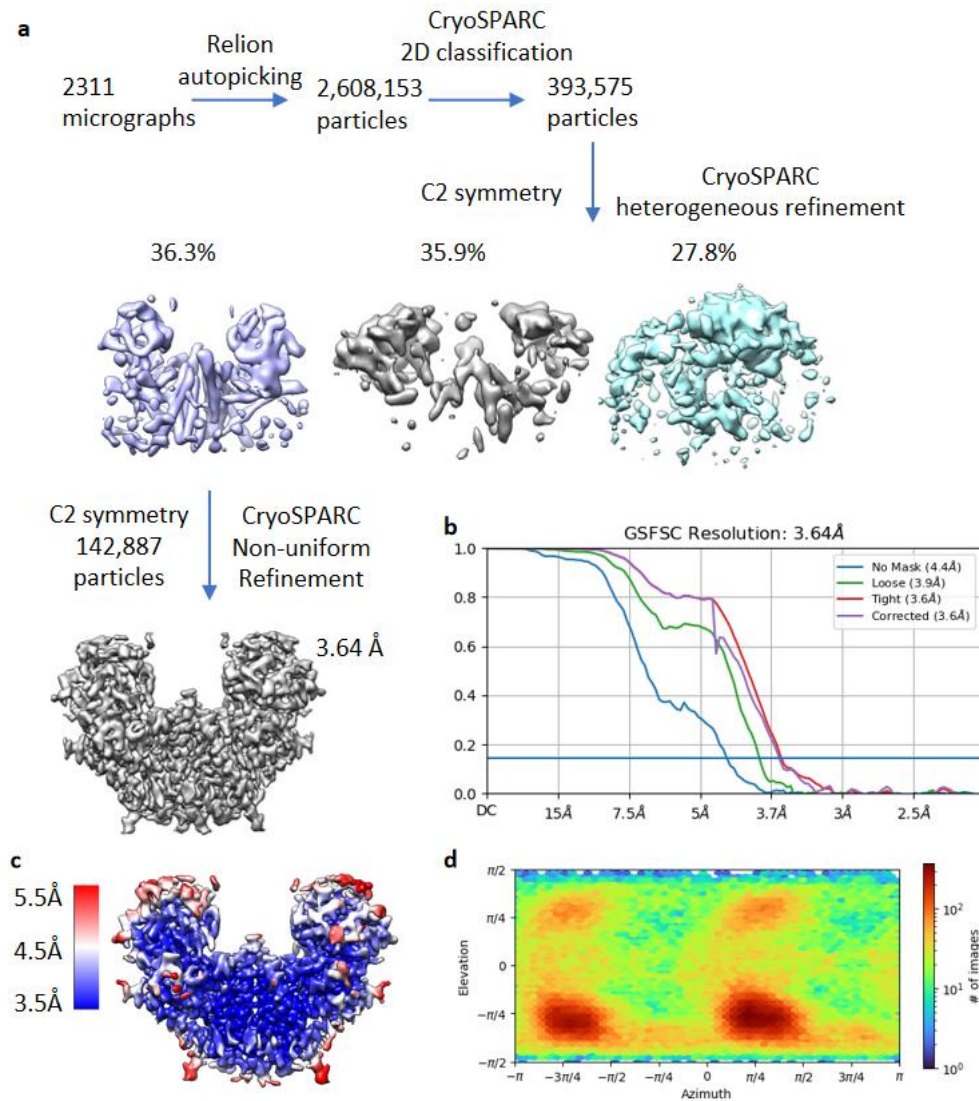 a
Relion
autopicking
CryoSPARC
2D classification
2311
micrographs
2,608,153
particles
393,575
particles
C2 symmetry
CryoSPARC
heterogeneous refinement
36.3%
35.9%
27.8%
C2 symmetry
142,887
particles
CryoSPARC
Non-uniform
Refinement
3.64 Å
b
GSFSC Resolution: 3.64Å
No Mask (4.4Å)
Loose (3.9Å)
Tight (3.6Å)
Corrected (3.6Å)
1.0
0.8
0.6
0.4
0.2
0.0
DC
15Å
7.5Å
5Å
3.7Å
3Å
2.5Å
c
5.5Å
4.5Å
3.5Å
d
π/2
π/4
0
−π/4
−π/2
Elevation
−π
−3π/4
−π/2
−π/4
0
π/4
π/2
3π/4
π
Azimuth
10²
10¹
10⁰
# of images